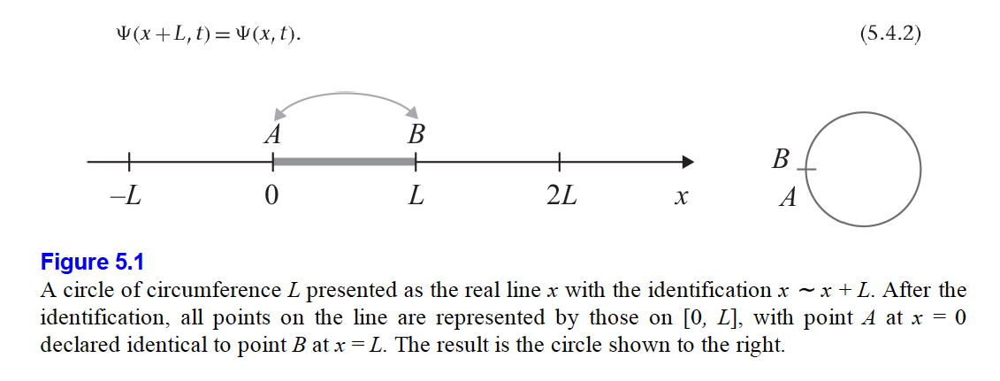 Ψ(x+L, t) = Ψ(x, t). (5.4.2)
A B B
–L 0 L 2L x A
Figure 5.1
A circle of circumference L presented as the real line x with the identification x ∼ x + L. After the
identification, all points on the line are represented by those on [0, L], with point A at x = 0
declared identical to point B at x = L. The result is the circle shown to the right.